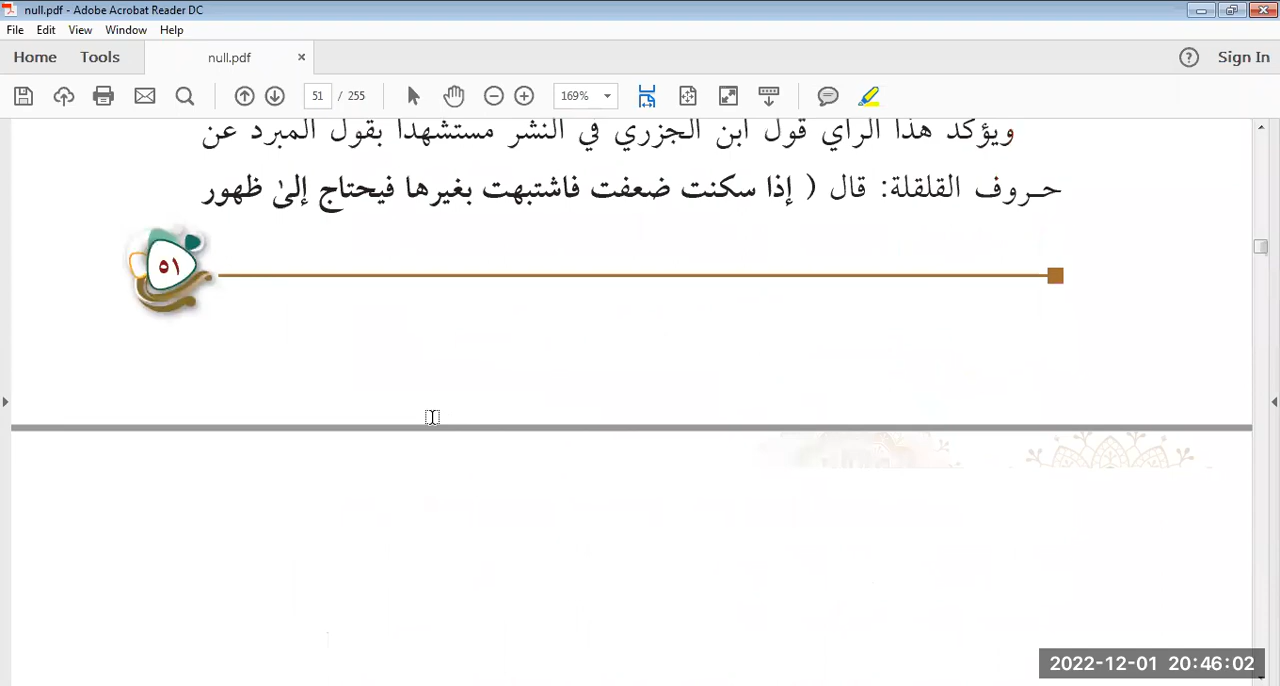 null.pdf - Adobe Acrobat Reader DC
File Edit View Window Help
Home Tools null.pdf × ? Sign In
51 / 255 169%
ويؤكد هذا الرأي قول ابن الجزري في النشر مستشهدا بقول المبرد عن
حـروف القلقلة: قال ( إذا سكنت ضعفت فاشتبهت بغيرها فيحتاج إلىٰ ظهور
٥١
2022-12-01 20:46:02